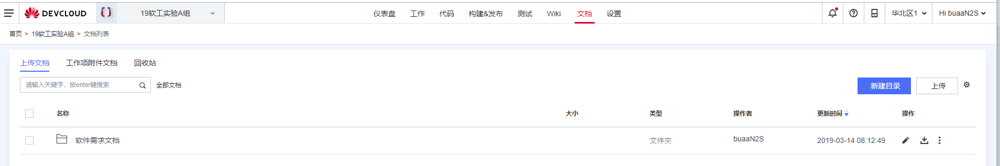 DEVCLOUD 19软工实验A组 仪表盘 工作 代码 构建&发布 测试 Wiki 文档 设置 华北区1 Hi buaaN2S
首页 > 19软工实验A组 > 文档列表
上传文档 工作项附件文档 回收站
请输入关键字，按enter键搜索 全部文档 新建目录 上传
名称 大小 类型 操作者 更新时间 操作
软件需求文档 文件夹 buaaN2S 2019-03-14 08:12:49